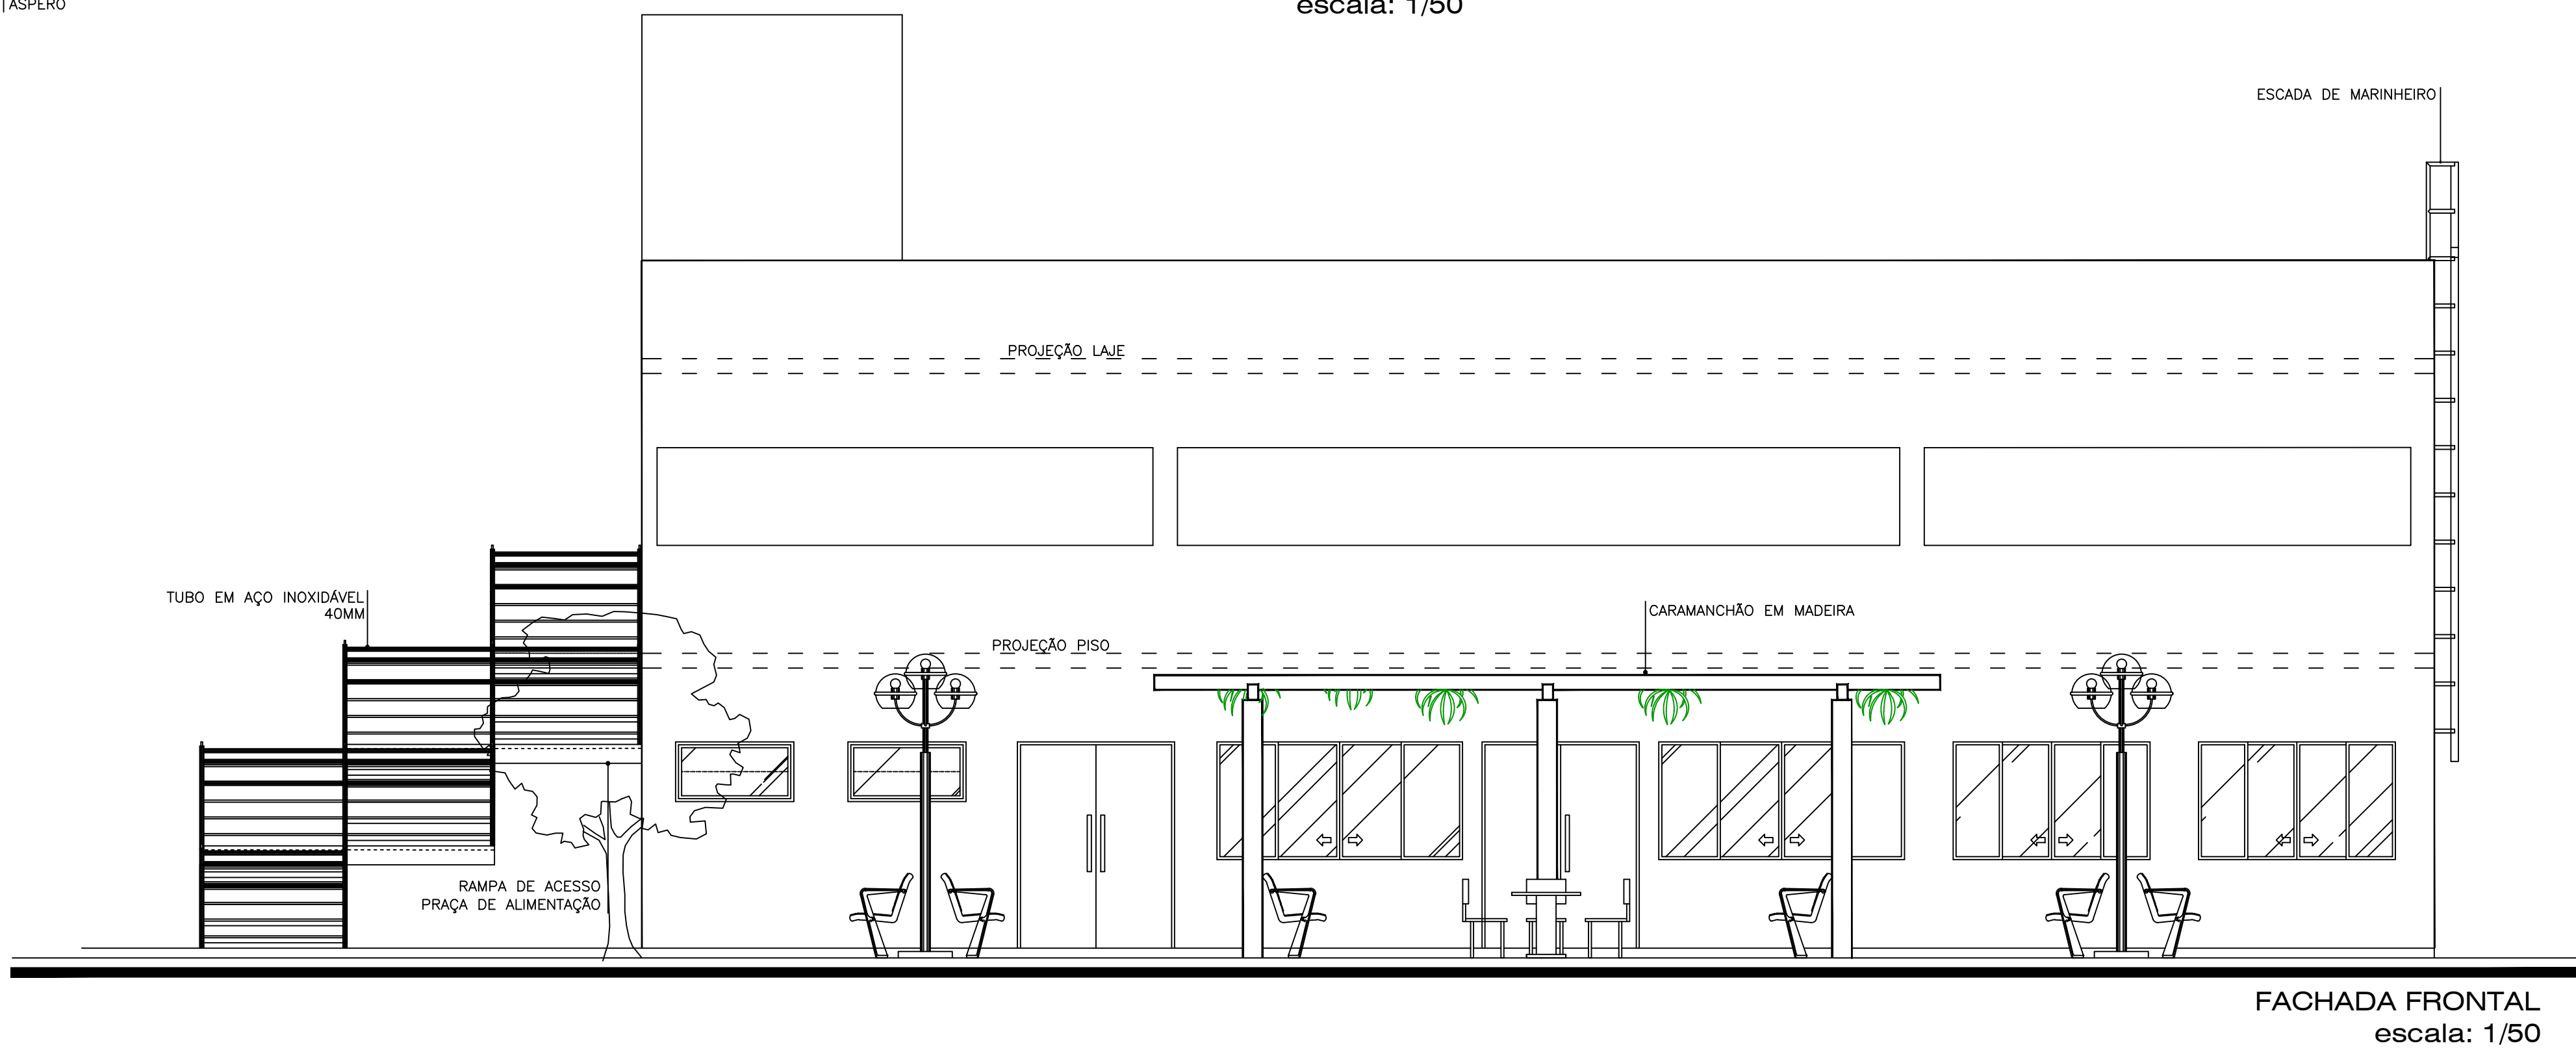 ASPERO
escala: 1/50
ESCADA DE MARINHEIRO
PROJEÇÃO LAJE
TUBO EM AÇO INOXIDÁVEL
40MM
CARAMANCHÃO EM MADEIRA
PROJEÇÃO PISO
RAMPA DE ACESSO
PRAÇA DE ALIMENTAÇÃO
FACHADA FRONTAL
escala: 1/50